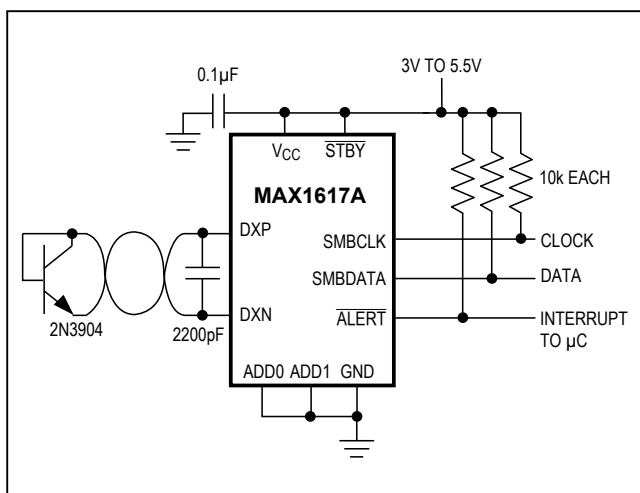 3V TO 5.5V
0.1µF
VCC
STBY
MAX1617A
10k EACH
DXP
SMBCLK
CLOCK
SMBDATA
DATA
DXN
ALERT
INTERRUPT
TO µC
2N3904
2200pF
ADD0 ADD1 GND